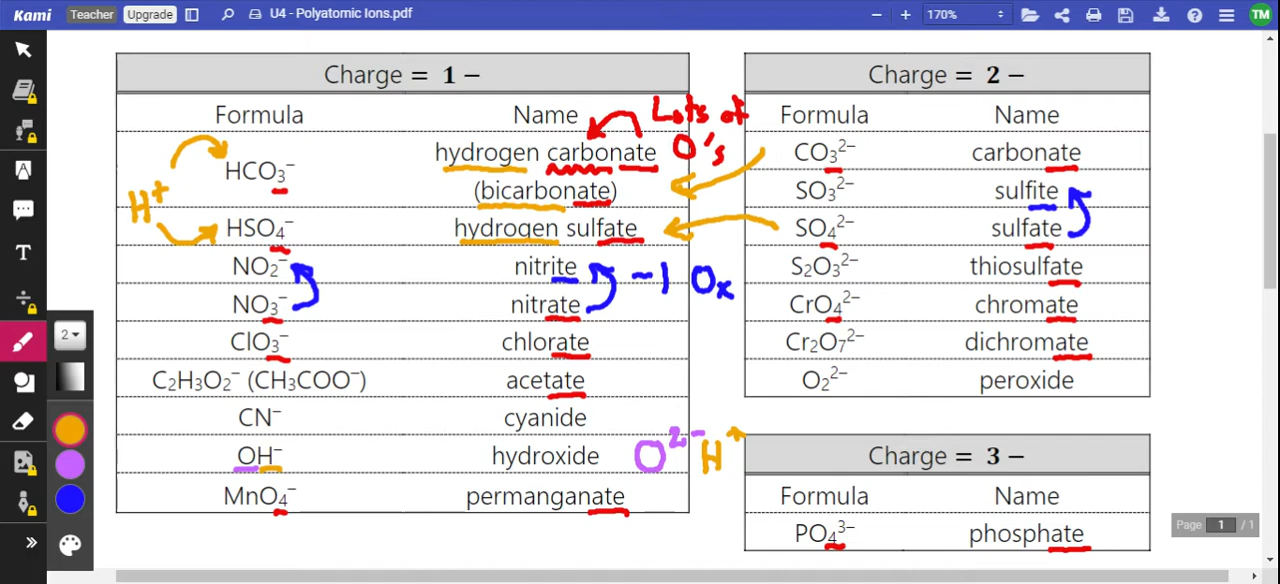 Kami Teacher Upgrade U4 - Polyatomic Ions.pdf − + 170% TM
Charge = 1 −
Formula Name
HCO₃⁻ hydrogen carbonate
(bicarbonate)
HSO₄⁻ hydrogen sulfate
NO₂⁻ nitrite
NO₃⁻ nitrate
ClO₃⁻ chlorate
C₂H₃O₂⁻ (CH₃COO⁻) acetate
CN⁻ cyanide
OH⁻ hydroxide
MnO₄⁻ permanganate
Lots of
O's
H⁺
−1 Ox
O²⁻ H⁺
Charge = 2 −
Formula Name
CO₃²⁻ carbonate
SO₃²⁻ sulfite
SO₄²⁻ sulfate
S₂O₃²⁻ thiosulfate
CrO₄²⁻ chromate
Cr₂O₇²⁻ dichromate
O₂²⁻ peroxide
Charge = 3 −
Formula Name
PO₄³⁻ phosphate
2
T
A
Page 1 / 1